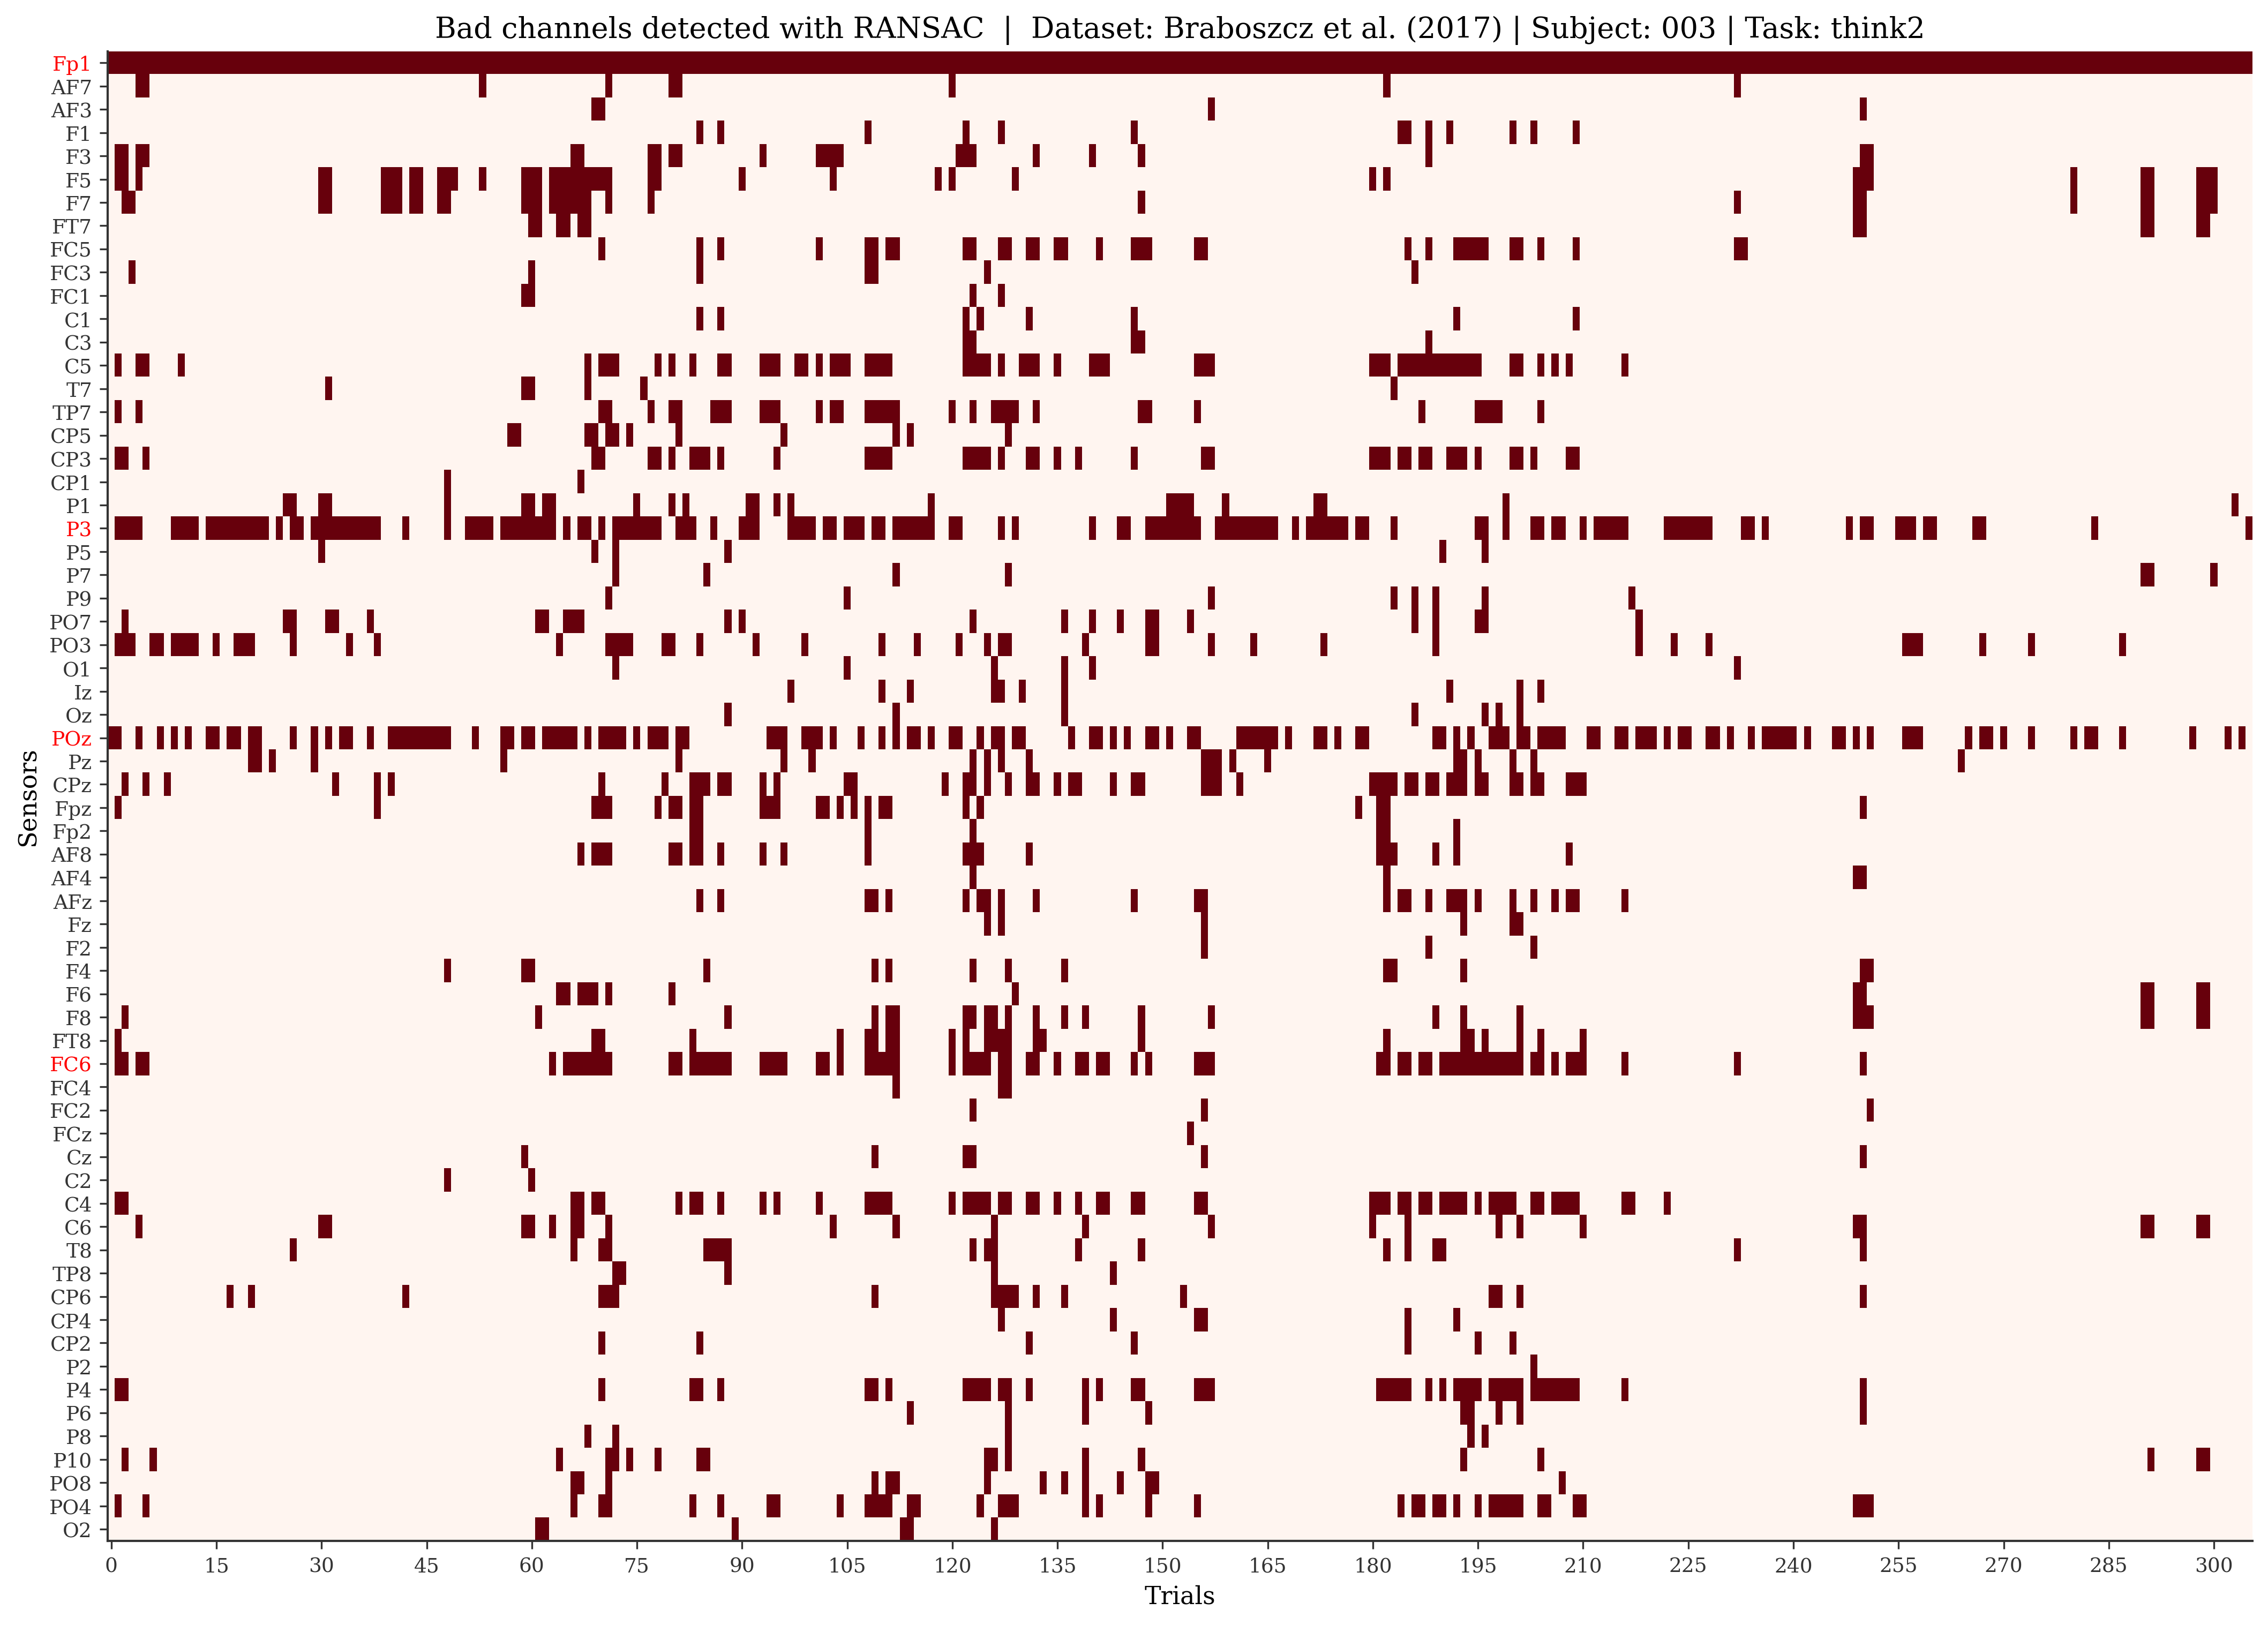 Bad channels detected with RANSAC | Dataset: Braboszcz et al. (2017) | Subject: 003 | Task: think2
Sensors
Fp1
AF7
AF3
F1
F3
F5
F7
FT7
FC5
FC3
FC1
C1
C3
C5
T7
TP7
CP5
CP3
CP1
P1
P3
P5
P7
P9
PO7
PO3
O1
Iz
Oz
POz
Pz
CPz
Fpz
Fp2
AF8
AF4
AFz
Fz
F2
F4
F6
F8
FT8
FC6
FC4
FC2
FCz
Cz
C2
C4
C6
T8
TP8
CP6
CP4
CP2
P2
P4
P6
P8
P10
PO8
PO4
O2
0 15 30 45 60 75 90 105 120 135 150 165 180 195 210 225 240 255 270 285 300
Trials